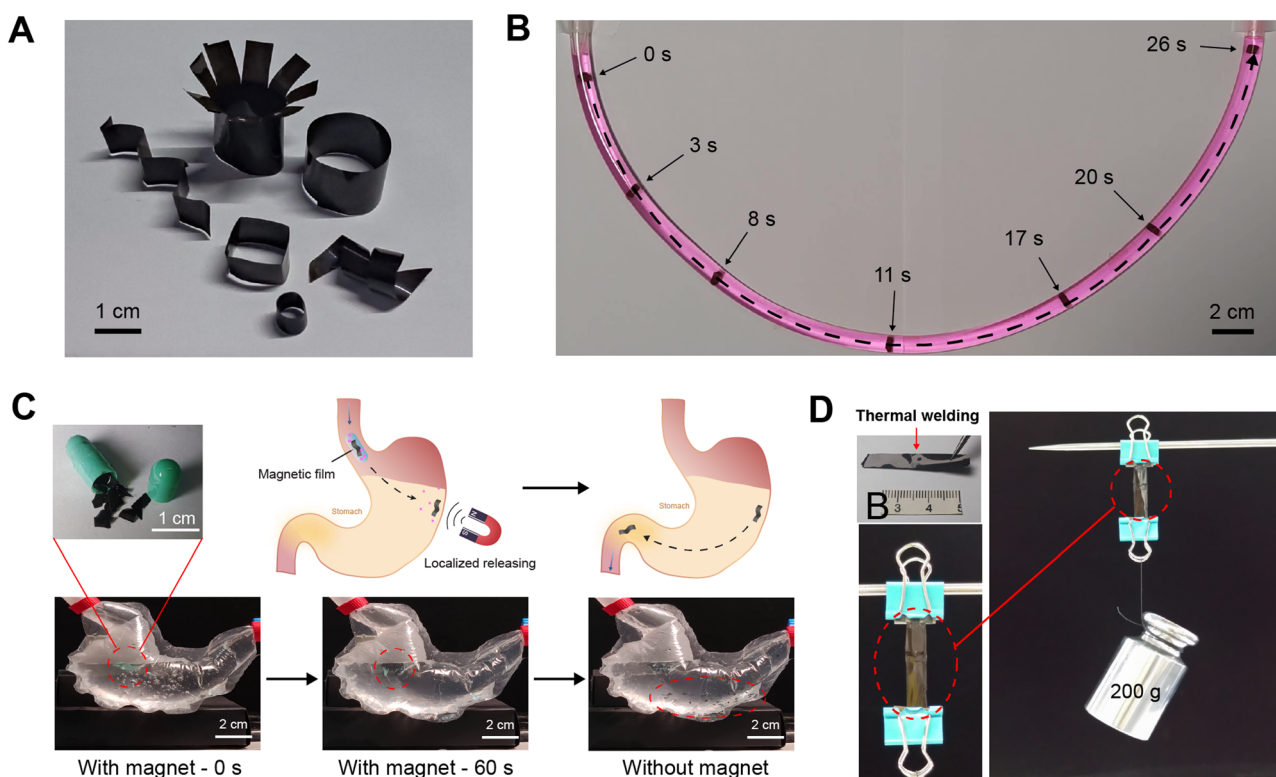 A
1 cm
B
0 s
3 s
8 s
11 s
17 s
20 s
26 s
2 cm
C
1 cm
Magnetic film
Stomach
N
S
Localized releasing
Stomach
2 cm
With magnet - 0 s
2 cm
With magnet - 60 s
2 cm
Without magnet
D
Thermal welding
B
3 4 5
200 g